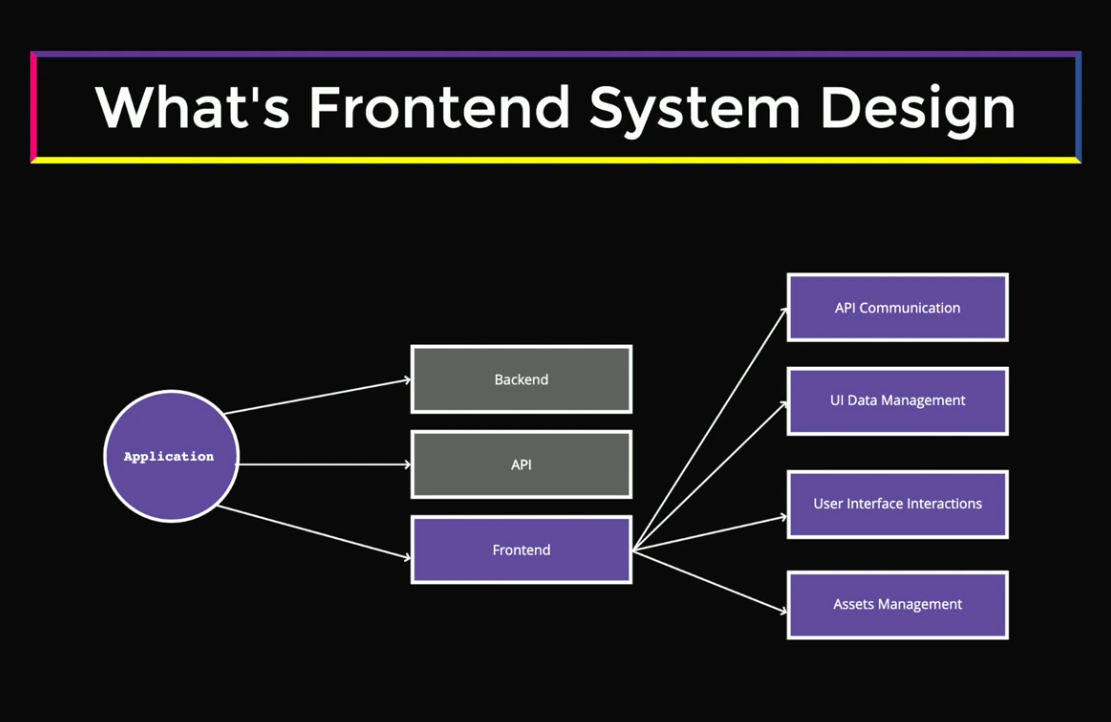 What's Frontend System Design
Application
Backend
API
Frontend
API Communication
UI Data Management
User Interface Interactions
Assets Management